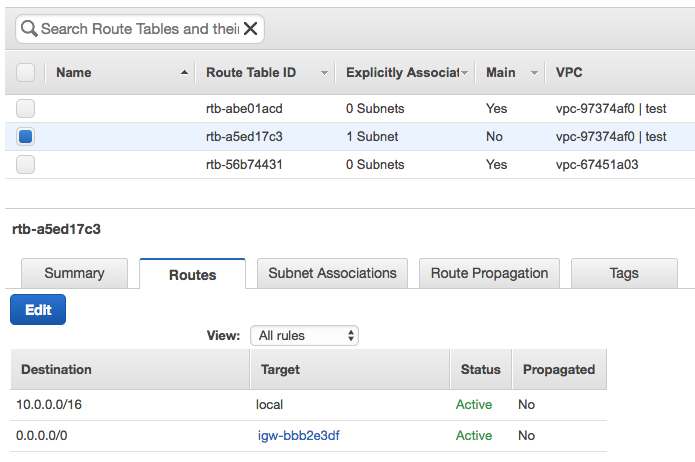 Search Route Tables and their
Name Route Table ID Explicitly Associat Main VPC
rtb-abe01acd 0 Subnets Yes vpc-97374af0 | test
rtb-a5ed17c3 1 Subnet No vpc-97374af0 | test
rtb-56b74431 0 Subnets Yes vpc-67451a03
rtb-a5ed17c3
Summary Routes Subnet Associations Route Propagation Tags
Edit
View: All rules
Destination Target Status Propagated
10.0.0.0/16 local Active No
0.0.0.0/0 igw-bbb2e3df Active No